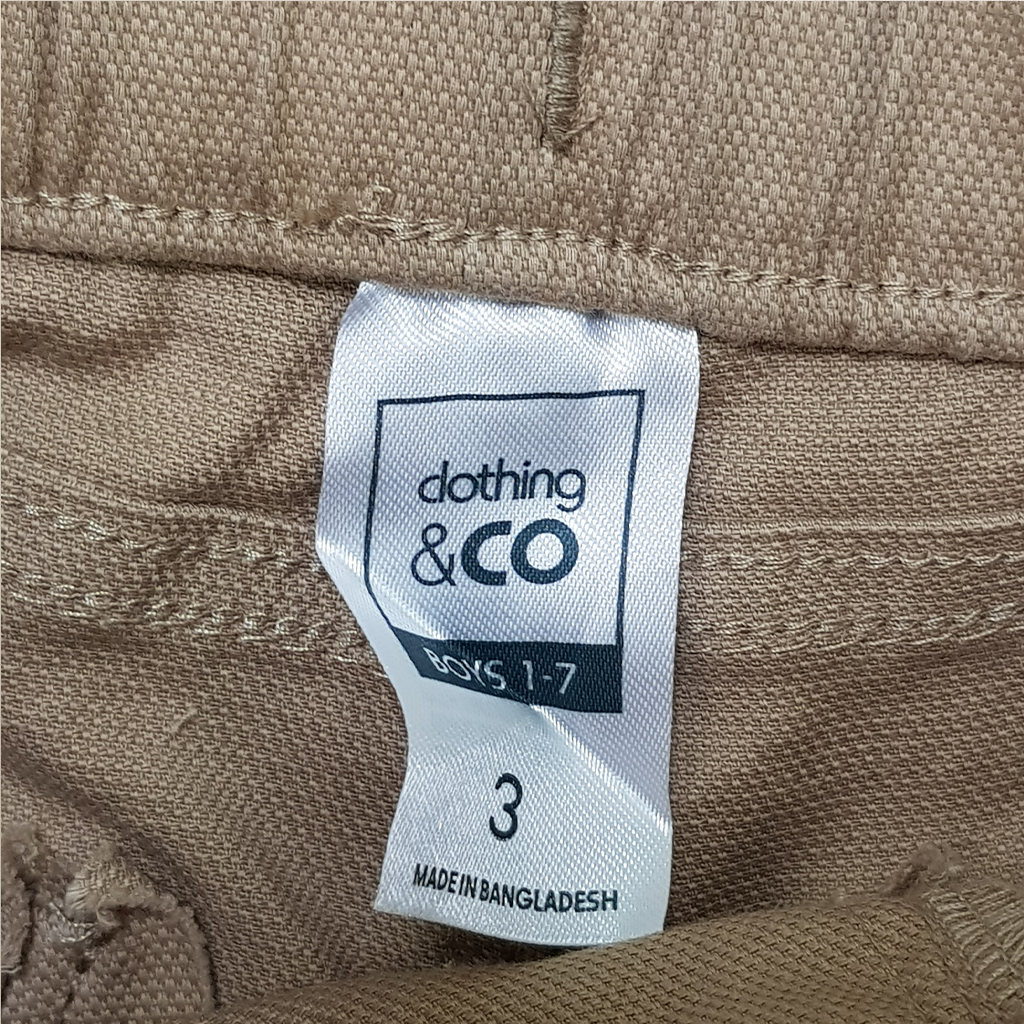 clothing
&CO
BOYS 1-7
3
MADE IN BANGLADESH